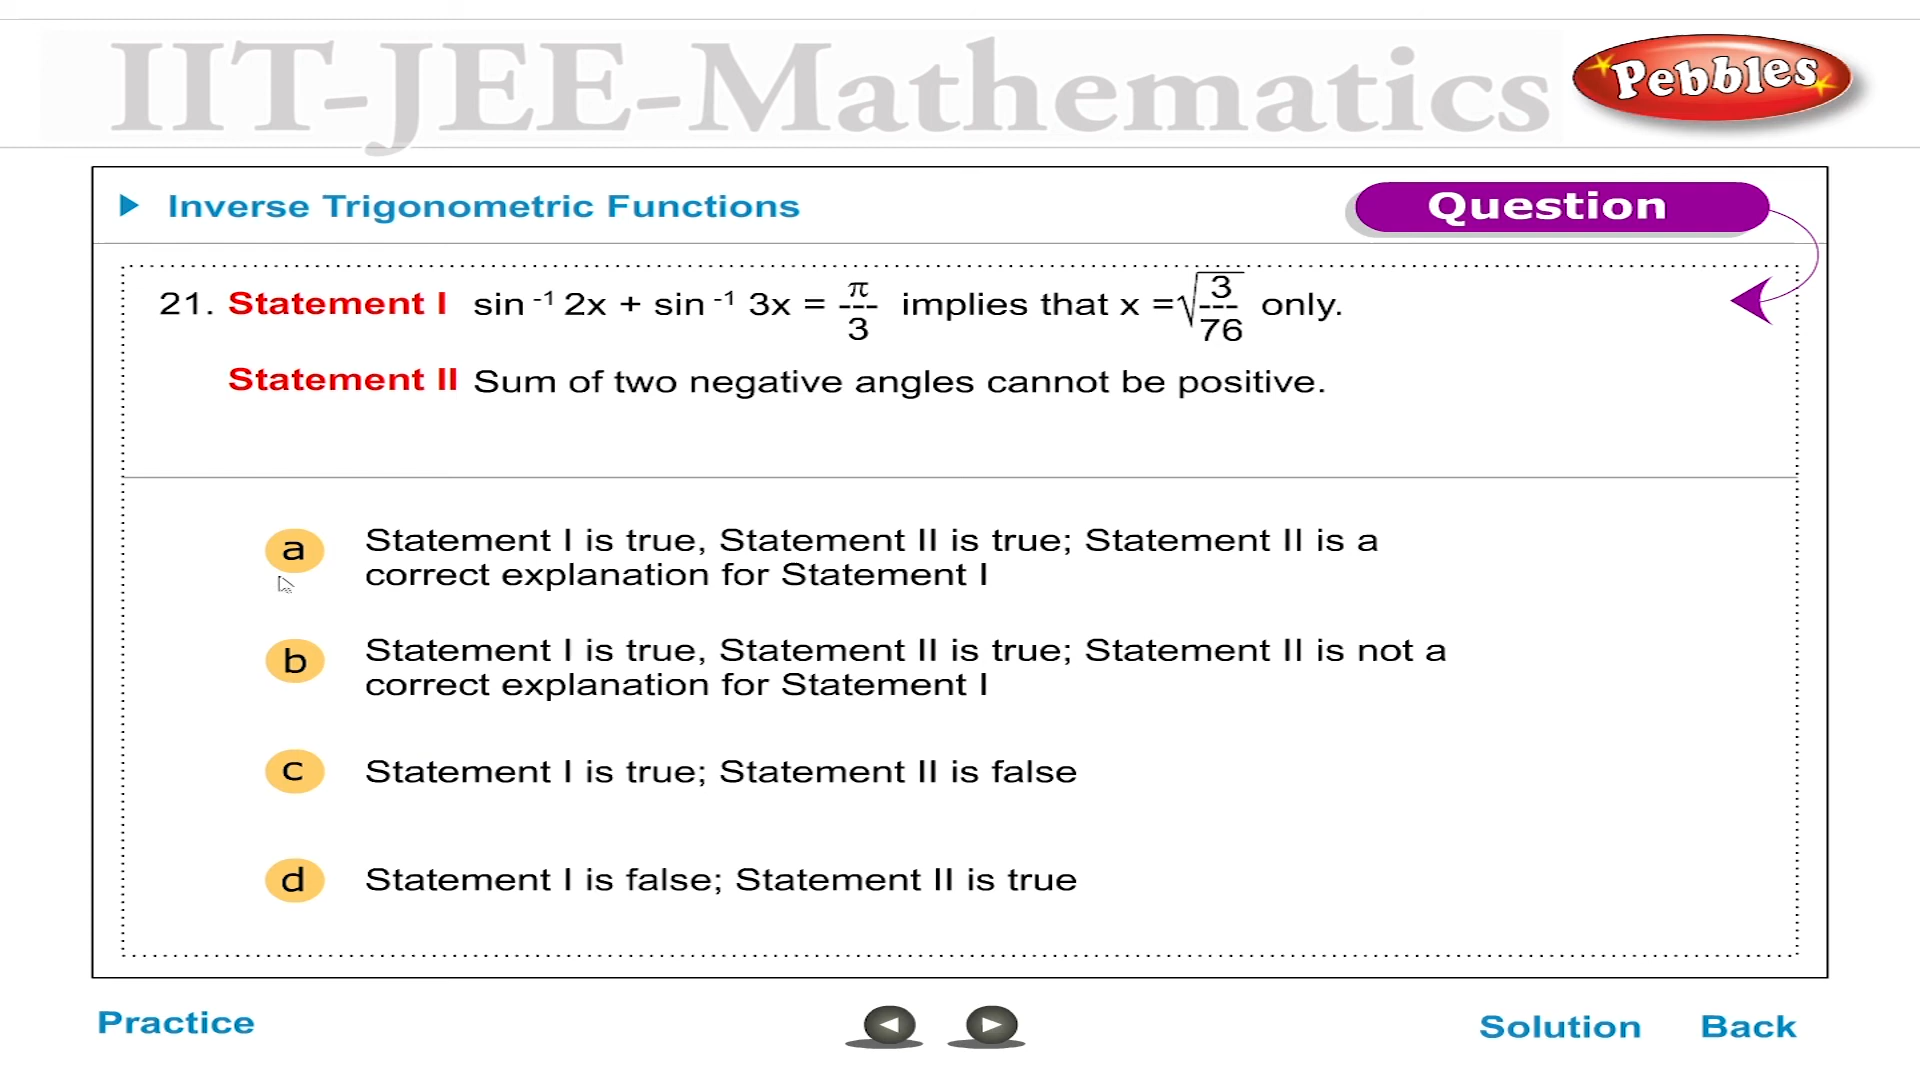 IIT-JEE-Mathematics
Pebbles
Inverse Trigonometric Functions
Question
21. Statement I sin⁻¹ 2x + sin⁻¹ 3x = π/3 implies that x = √(3/76) only.
Statement II Sum of two negative angles cannot be positive.
a Statement I is true, Statement II is true; Statement II is a
correct explanation for Statement I
b Statement I is true, Statement II is true; Statement II is not a
correct explanation for Statement I
c Statement I is true; Statement II is false
d Statement I is false; Statement II is true
Practice
Solution
Back